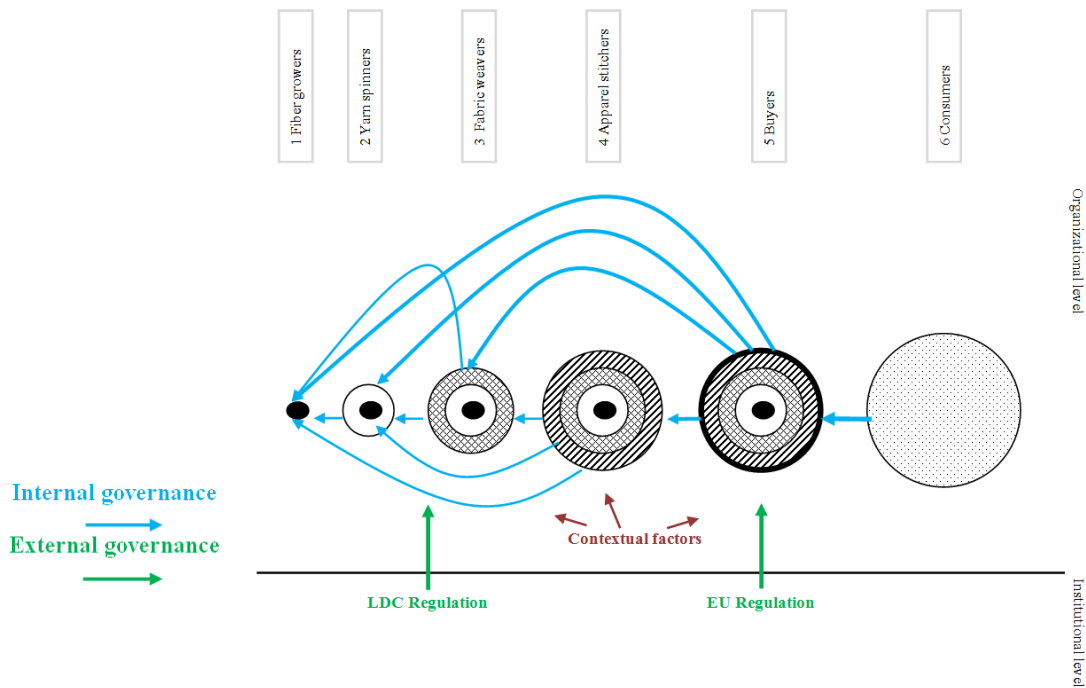 1 Fiber growers
2 Yarn spinners
3 Fabric weavers
4 Apparel stitchers
5 Buyers
6 Consumers
Organizational level
Internal governance
External governance
Contextual factors
LDC Regulation
EU Regulation
Institutional level